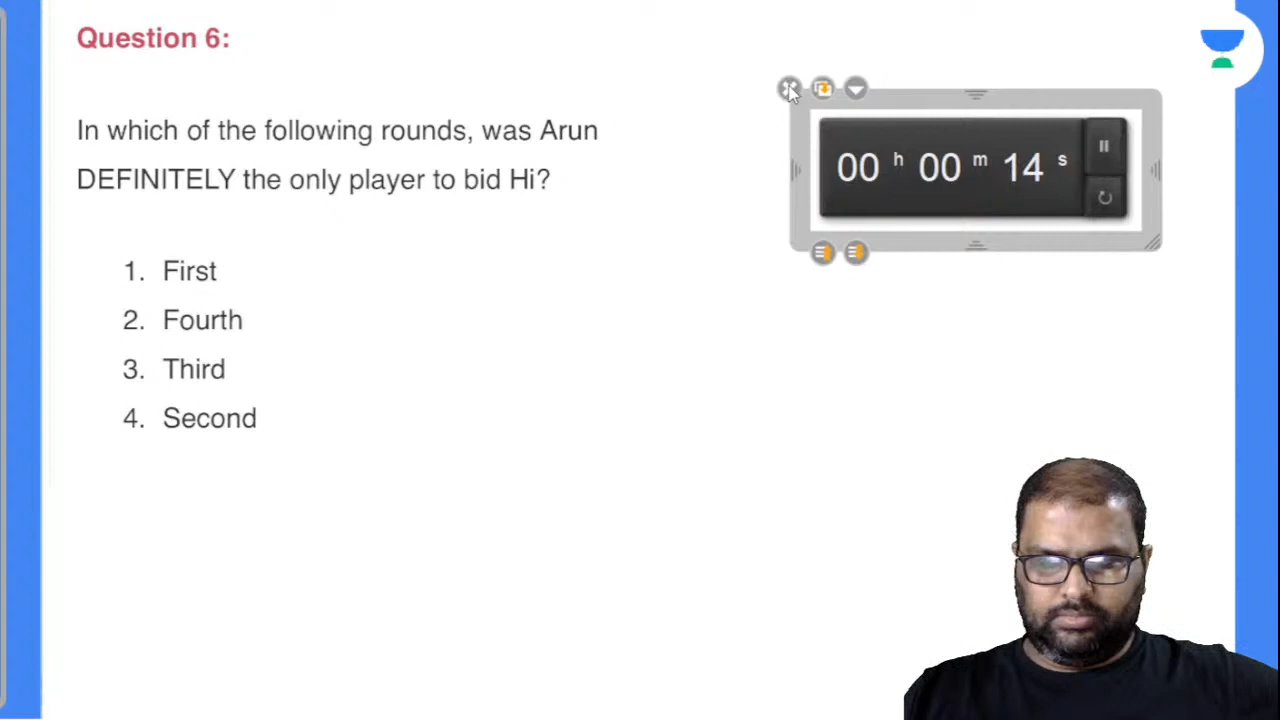 Question 6:
In which of the following rounds, was Arun
DEFINITELY the only player to bid Hi?
00 h 00 m 14 s
1. First
2. Fourth
3. Third
4. Second